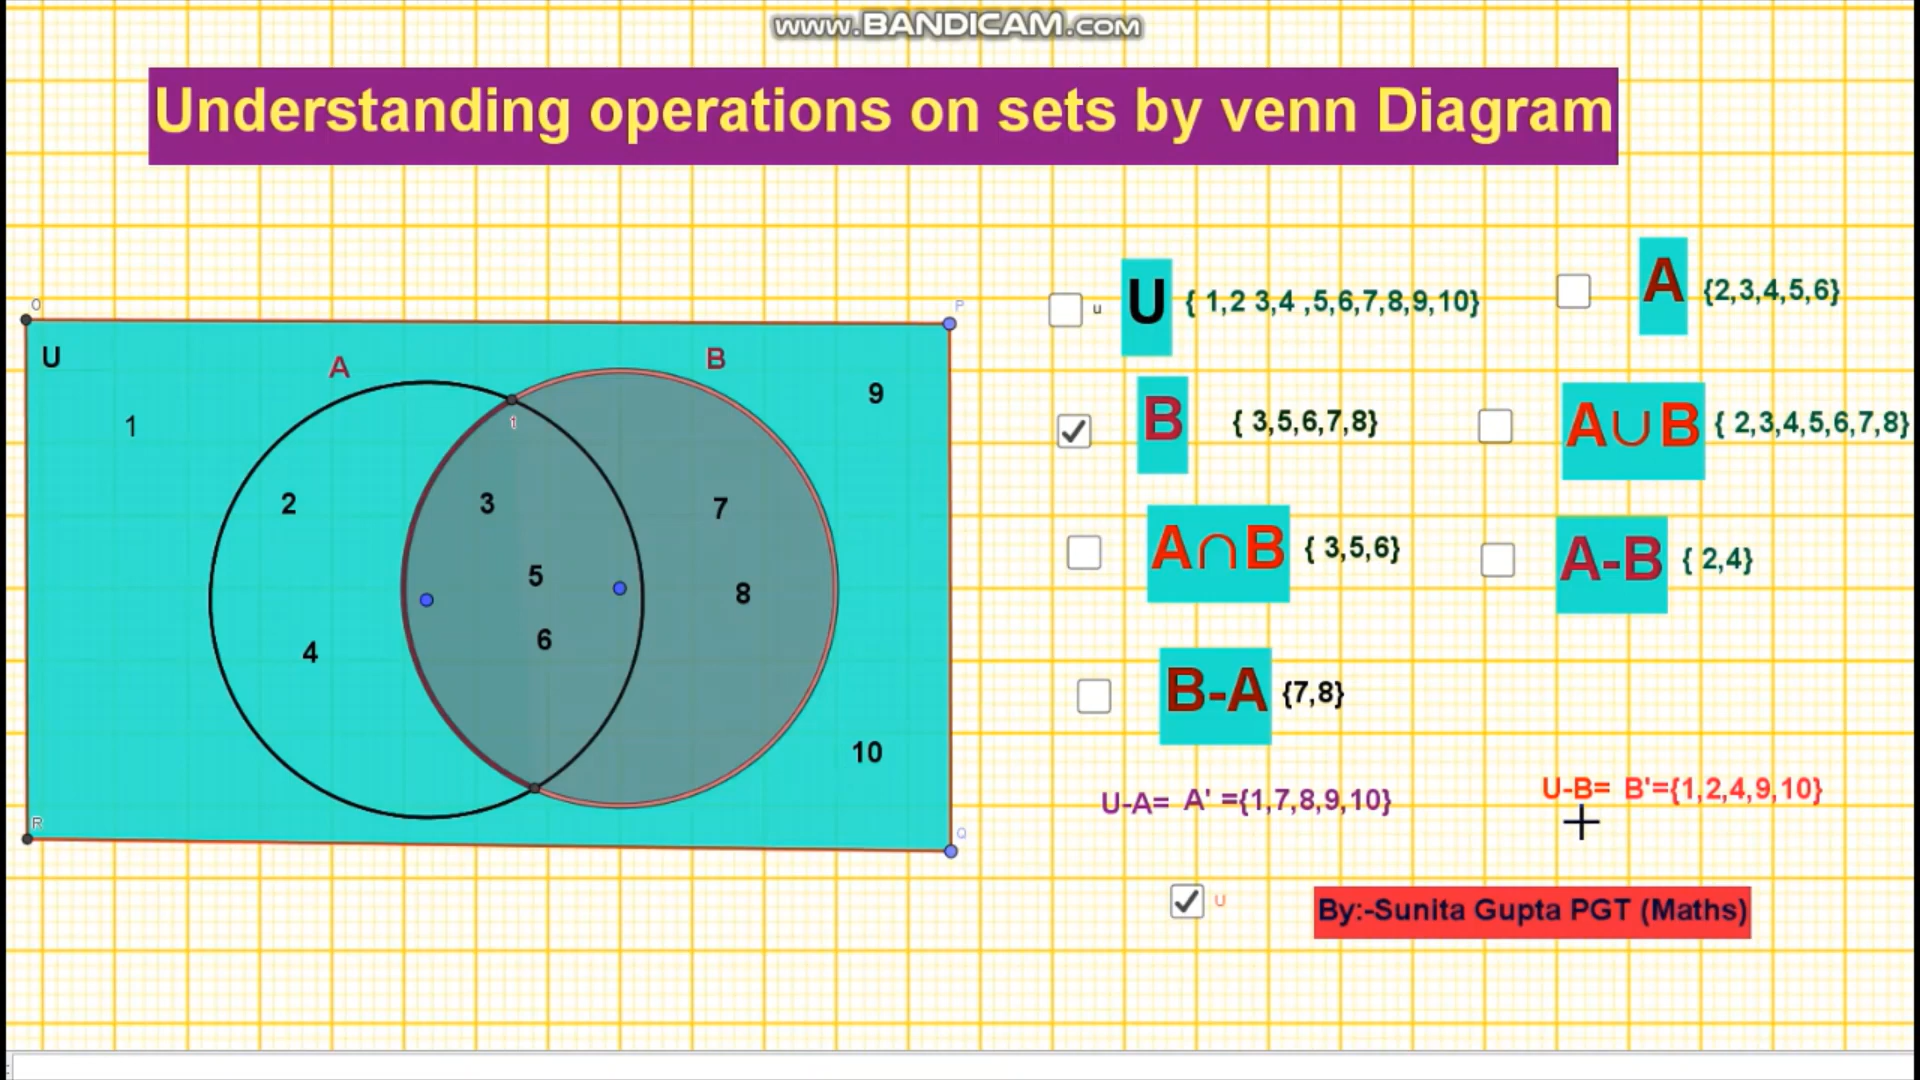 www.BANDICAM.com
Understanding operations on sets by venn Diagram
O
P
U
A
B
1
9
t
2
3
7
5
8
6
4
10
R
Q
u U { 1,2 3,4 ,5,6,7,8,9,10}
A {2,3,4,5,6}
B { 3,5,6,7,8}
A∪B { 2,3,4,5,6,7,8}
A∩B { 3,5,6}
A-B { 2,4}
B-A {7,8}
U-A= A' ={1,7,8,9,10}
U-B= B'={1,2,4,9,10}
U
By:-Sunita Gupta PGT (Maths)